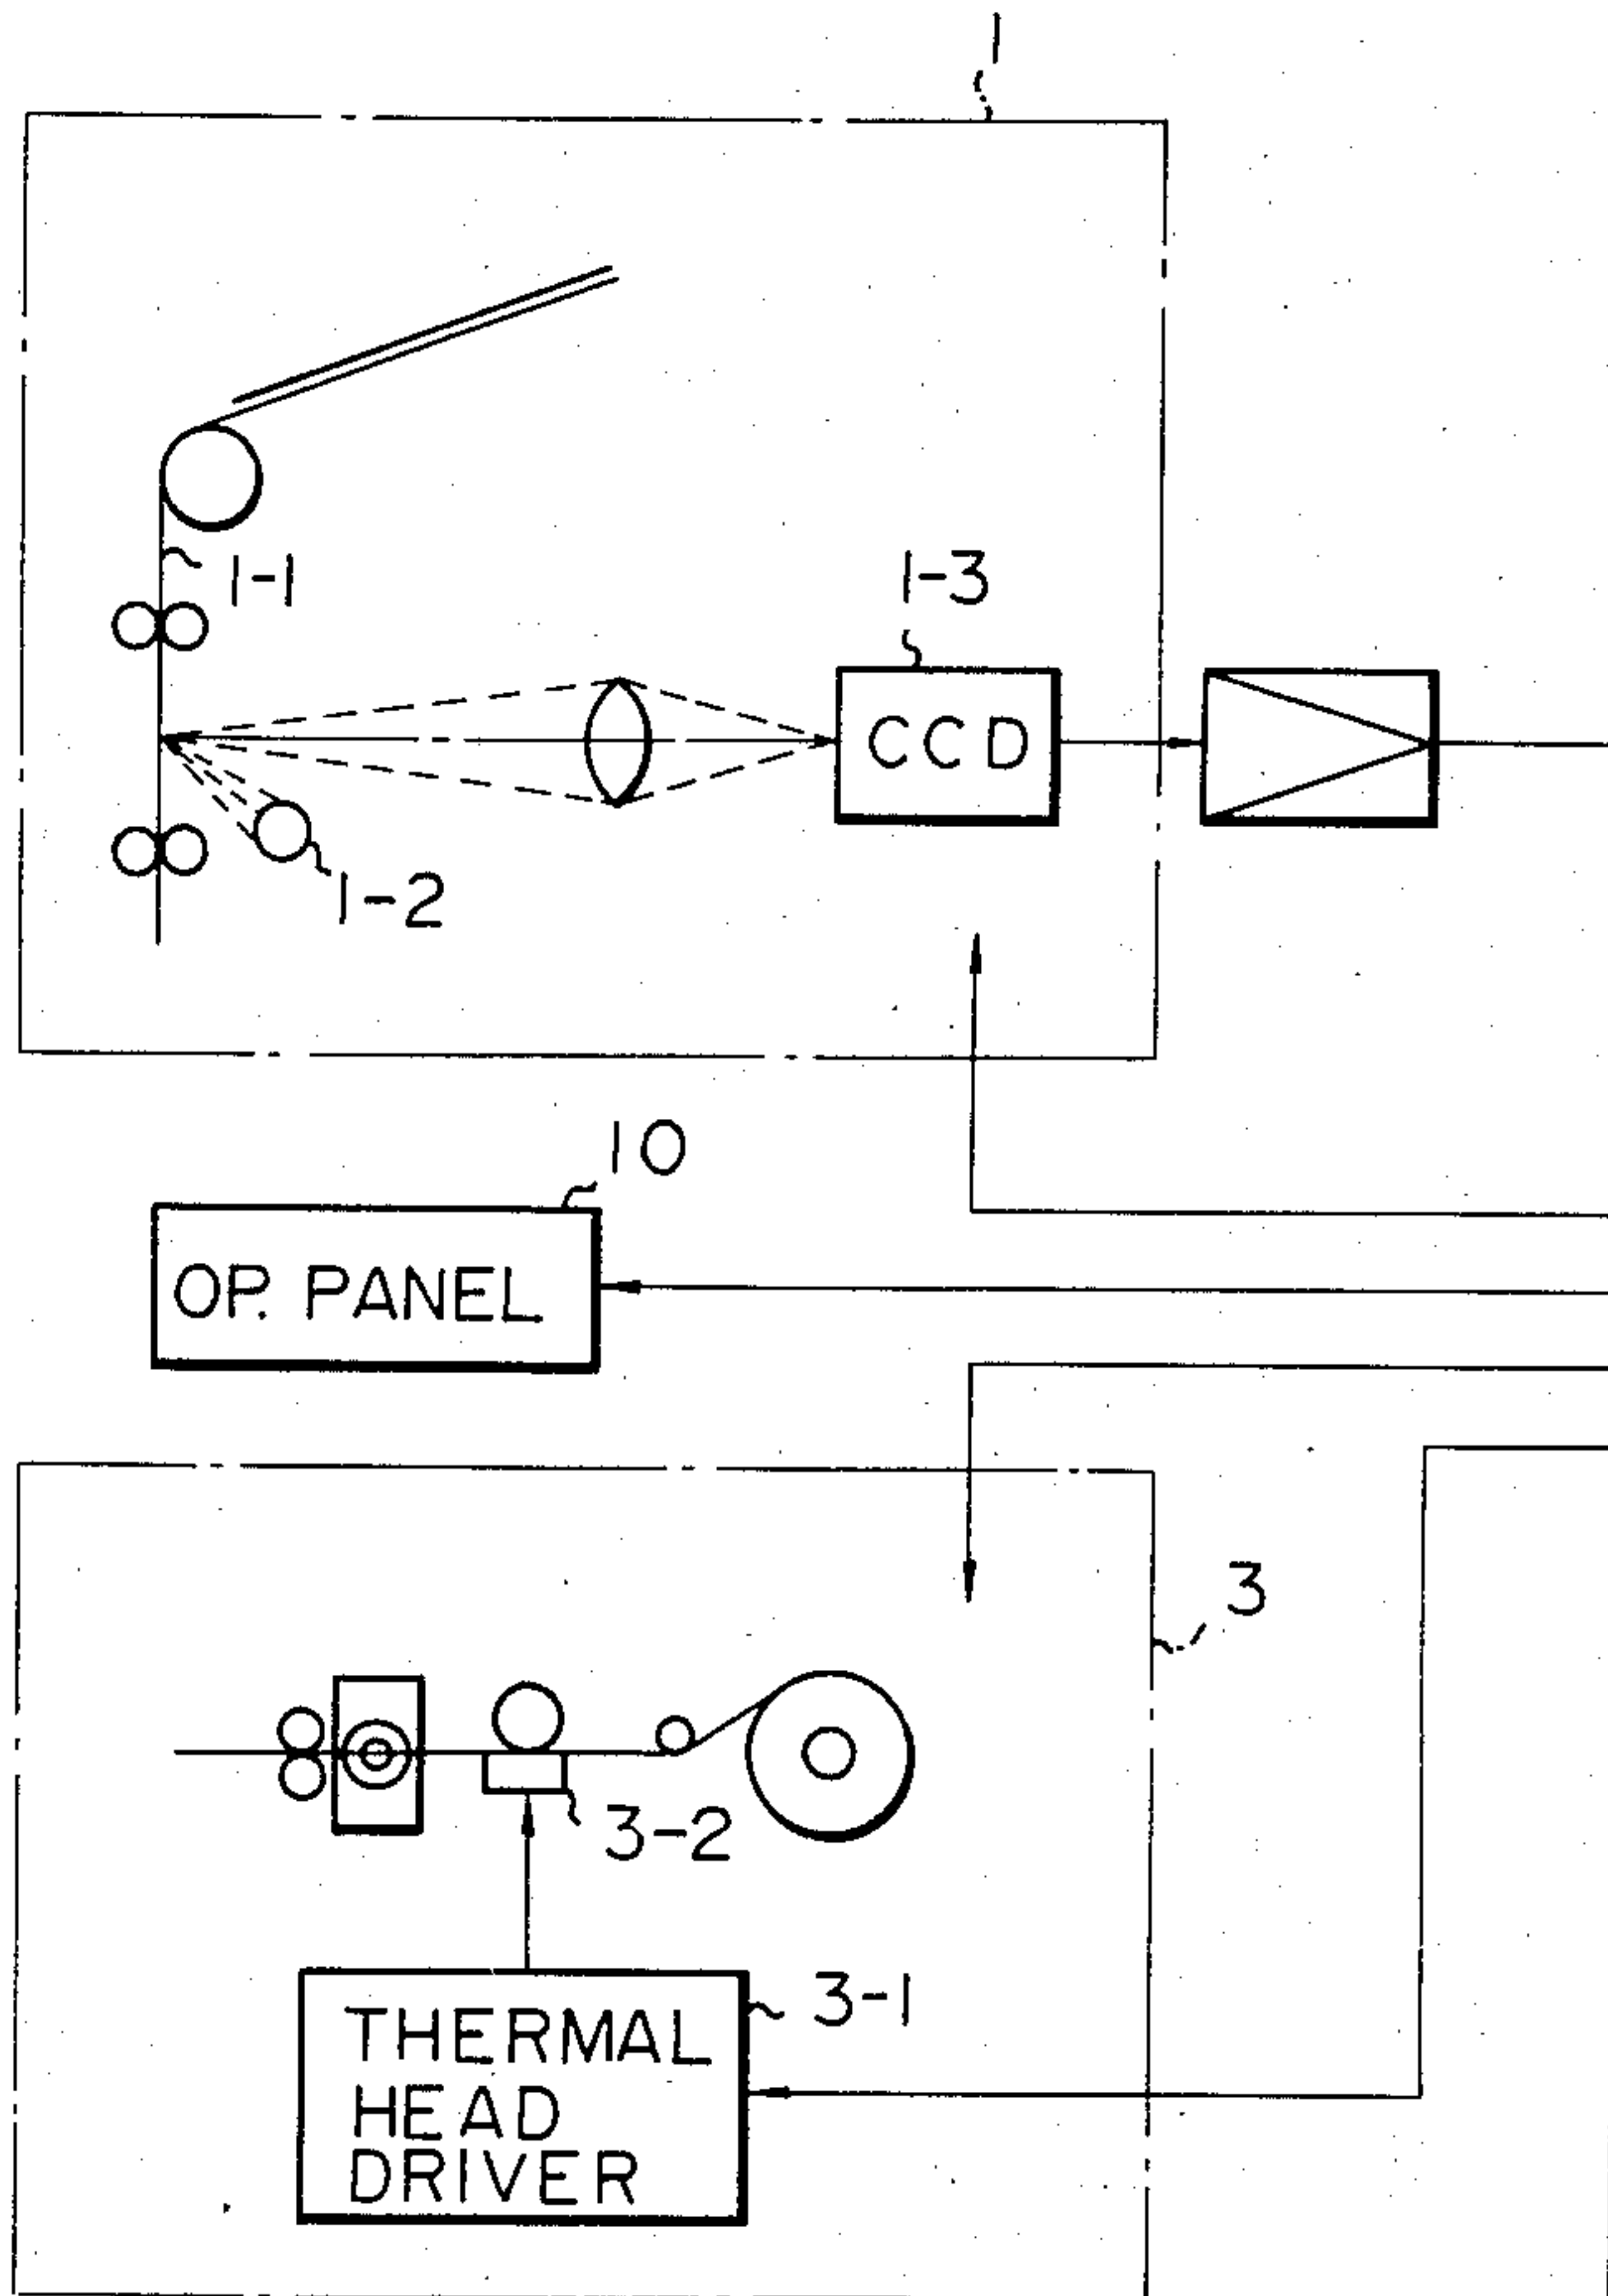 1
1-1
1-3
CCD
1-2
10
OP. PANEL
3
3-2
3-1
THERMAL
HEAD
DRIVER